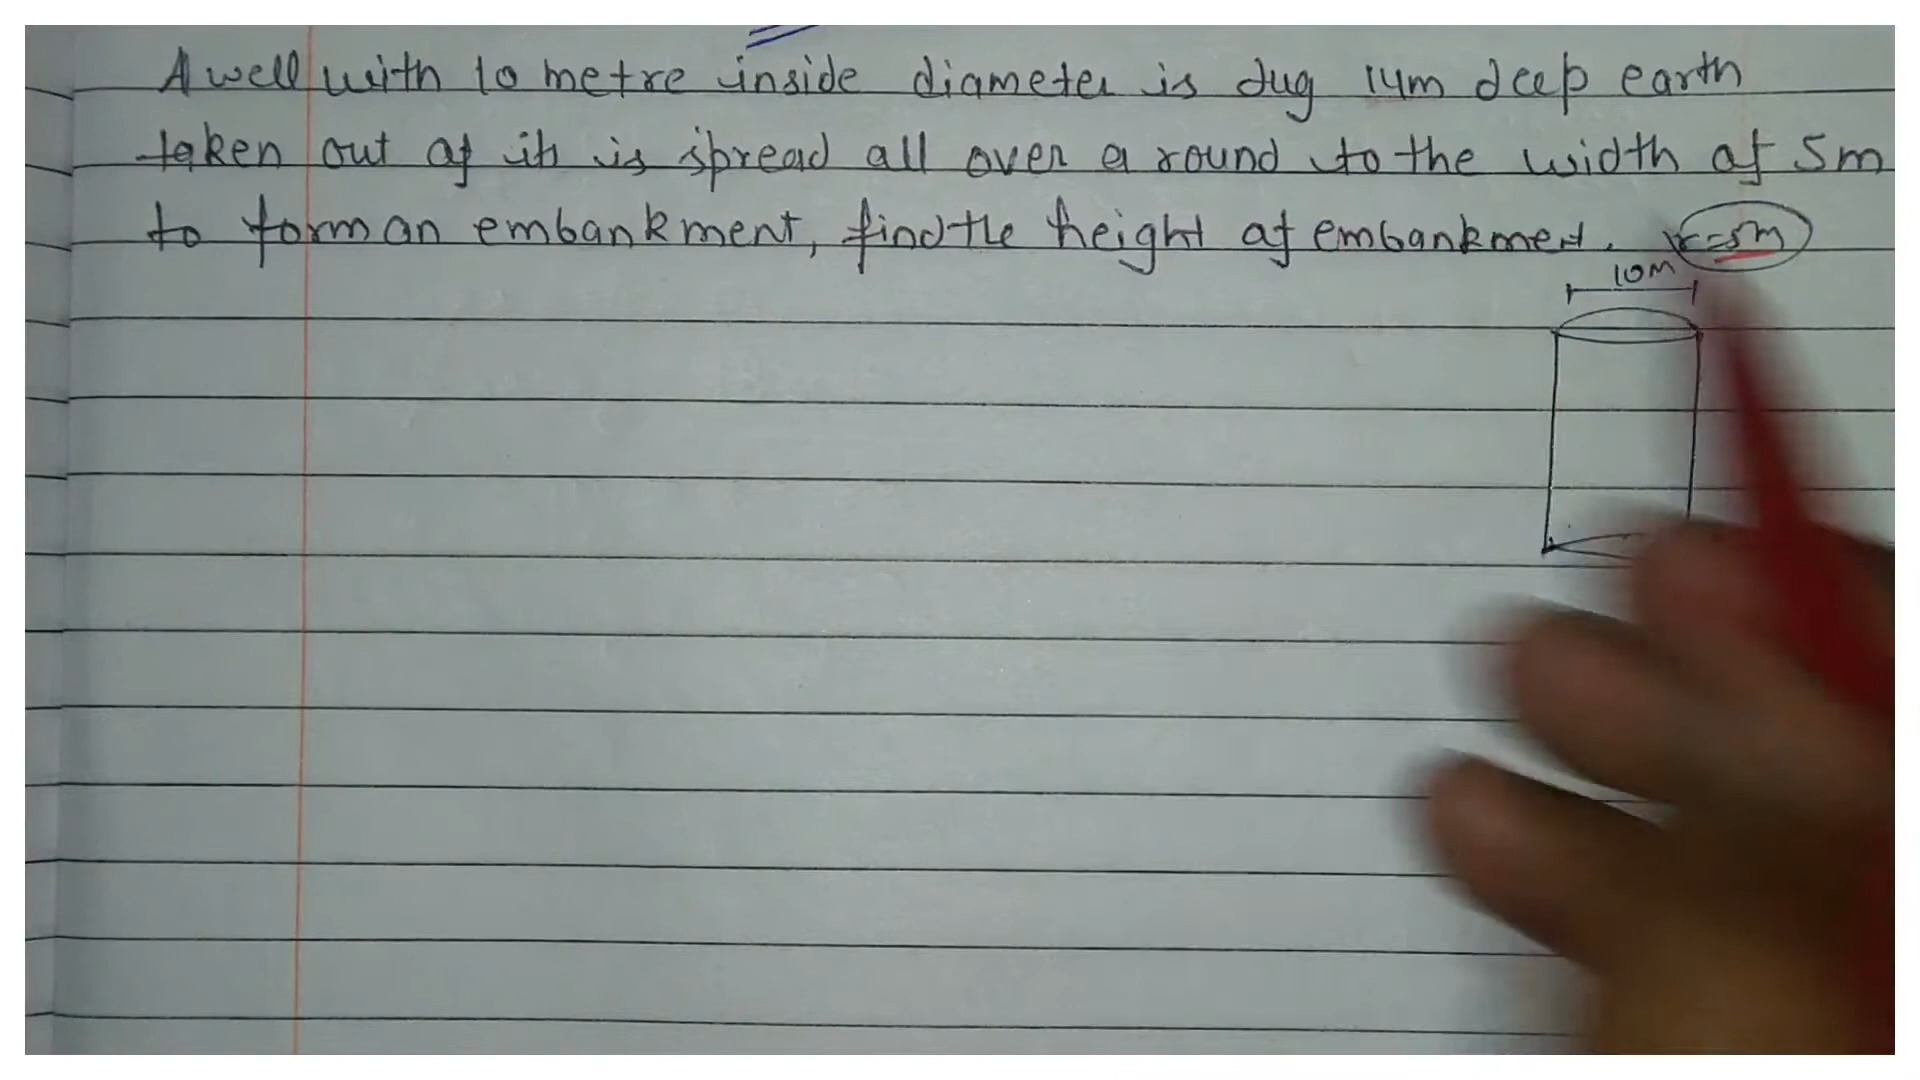 A well with 10 metre inside diameter is dug 14m deep earth
taken out of it is spread all over a round to the width of 5m
to form an embankment, find the height of embankment.
r=5m
10m